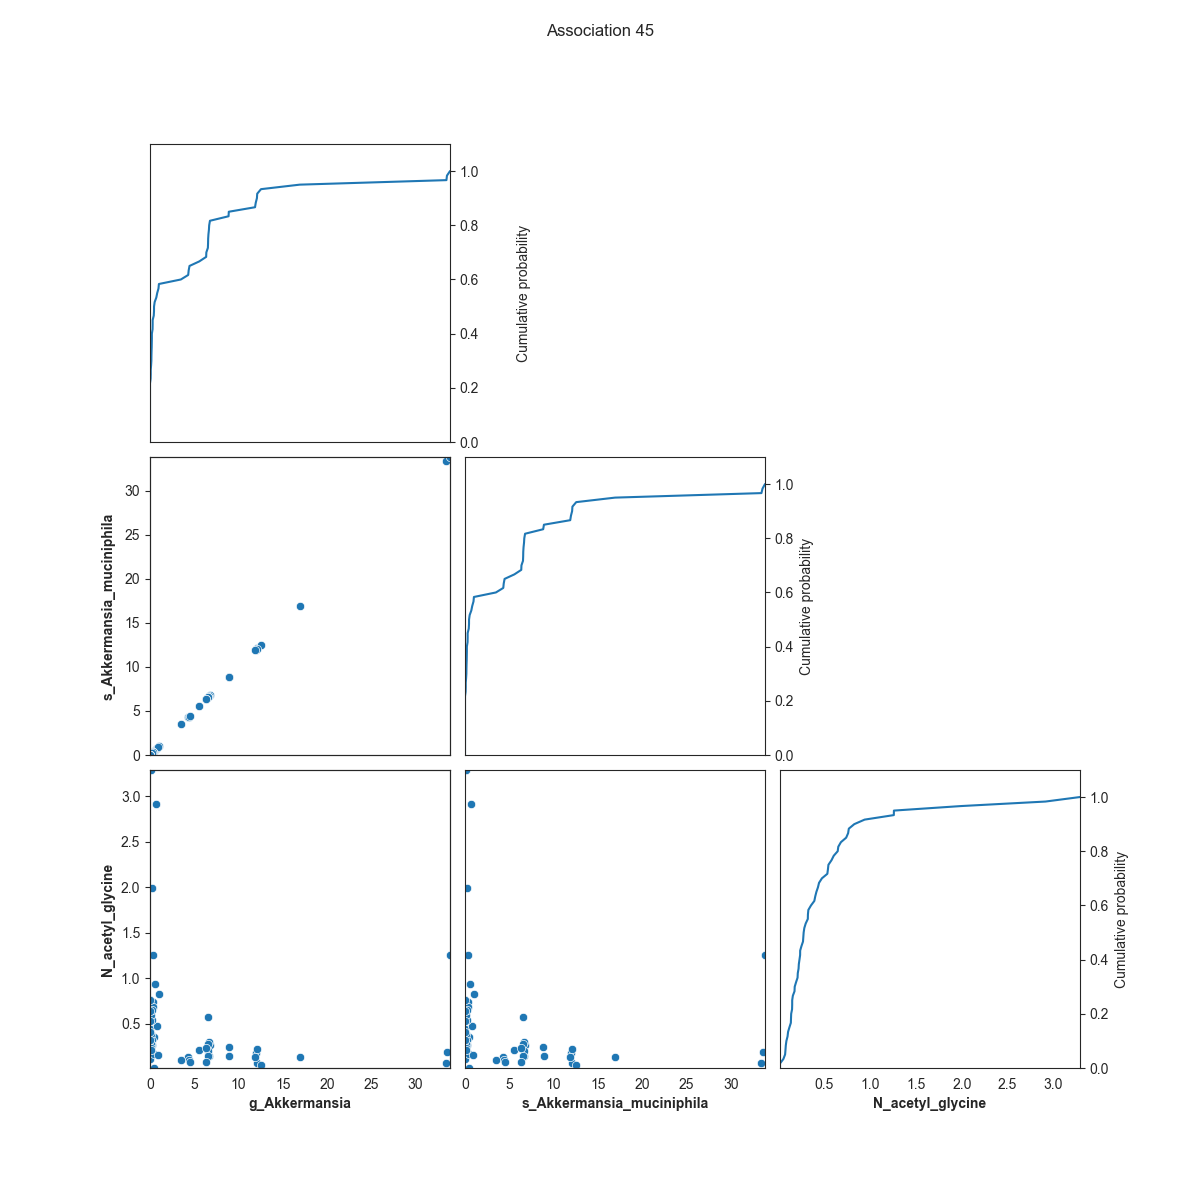 Association 45
1.0
0.8
0.6
0.4
0.2
0.0
Cumulative probability
s_Akkermansia_muciniphila
30
25
20
15
10
5
0
1.0
0.8
0.6
0.4
0.2
0.0
Cumulative probability
N_acetyl_glycine
3.0
2.5
2.0
1.5
1.0
0.5
1.0
0.8
0.6
0.4
0.2
0.0
Cumulative probability
0 5 10 15 20 25 30
0 5 10 15 20 25 30
0.5 1.0 1.5 2.0 2.5 3.0
g_Akkermansia
s_Akkermansia_muciniphila
N_acetyl_glycine